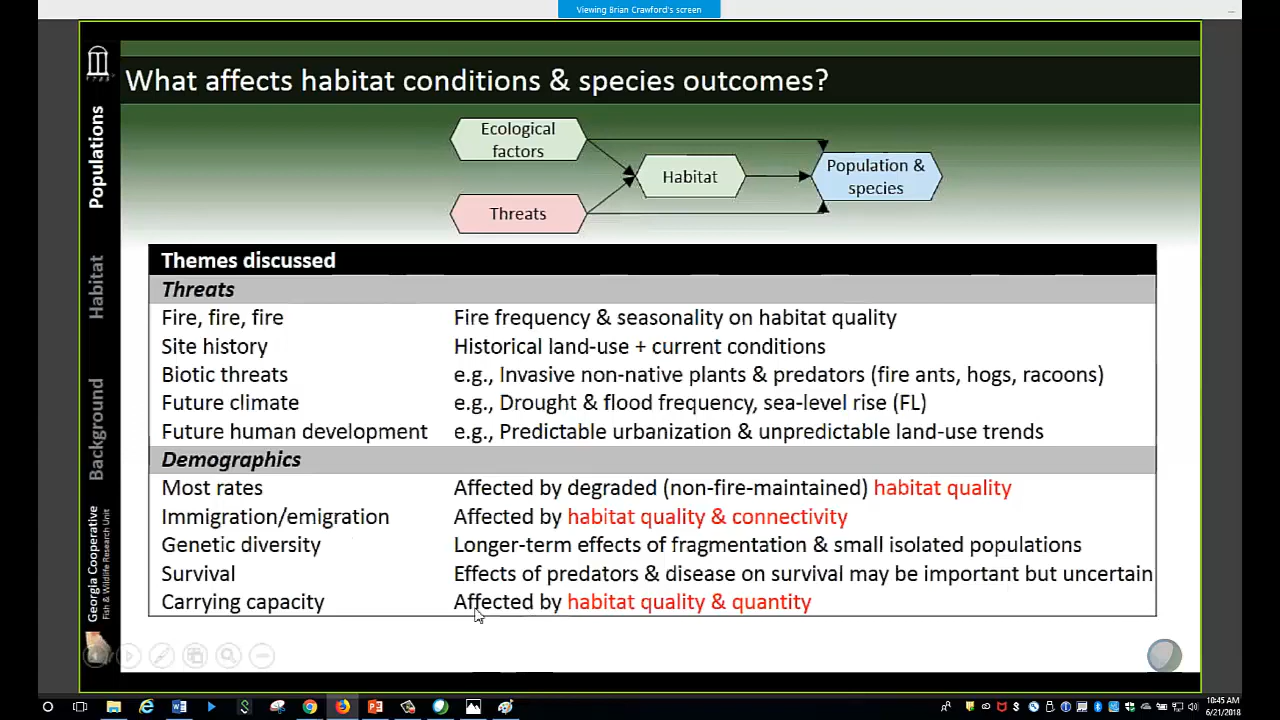 Viewing Brian Crawford's screen
What affects habitat conditions & species outcomes?
Ecological
factors
Threats
Habitat
Population &
species
Populations
Habitat
Background
Georgia Cooperative
Fish & Wildlife Research Unit
Themes discussed
Threats
Fire, fire, fire Fire frequency & seasonality on habitat quality
Site history Historical land-use + current conditions
Biotic threats e.g., Invasive non-native plants & predators (fire ants, hogs, racoons)
Future climate e.g., Drought & flood frequency, sea-level rise (FL)
Future human development e.g., Predictable urbanization & unpredictable land-use trends
Demographics
Most rates Affected by degraded (non-fire-maintained) habitat quality
Immigration/emigration Affected by habitat quality & connectivity
Genetic diversity Longer-term effects of fragmentation & small isolated populations
Survival Effects of predators & disease on survival may be important but uncertain
Carrying capacity Affected by habitat quality & quantity
10:45 AM
6/21/2018